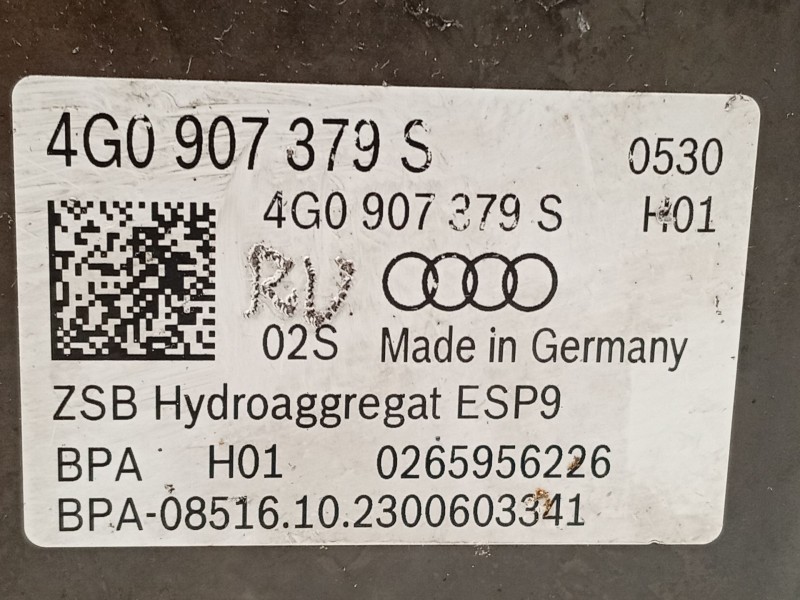 4G0 907 379 S 0530
4G0 907 379 S H01
RU
02S Made in Germany
ZSB Hydroaggregat ESP9
BPA H01 0265956226
BPA-08516.10.2300603341